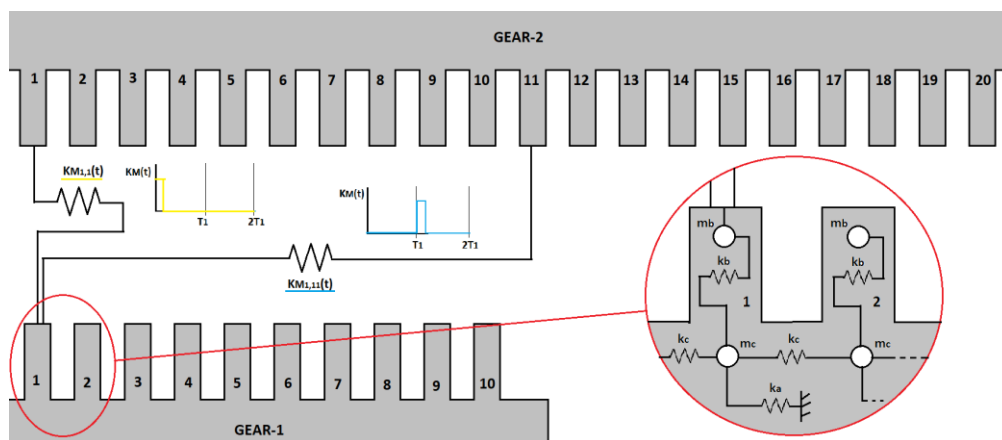 GEAR-2
1 2 3 4 5 6 7 8 9 10 11 12 13 14 15 16 17 18 19 20
KM1,1(t)
KM(t)
T1 2T1
KM(t)
T1 2T1
KM1,11(t)
mb mb
kb kb
1 2
kc mc kc mc
ka
1 2 3 4 5 6 7 8 9 10
GEAR-1